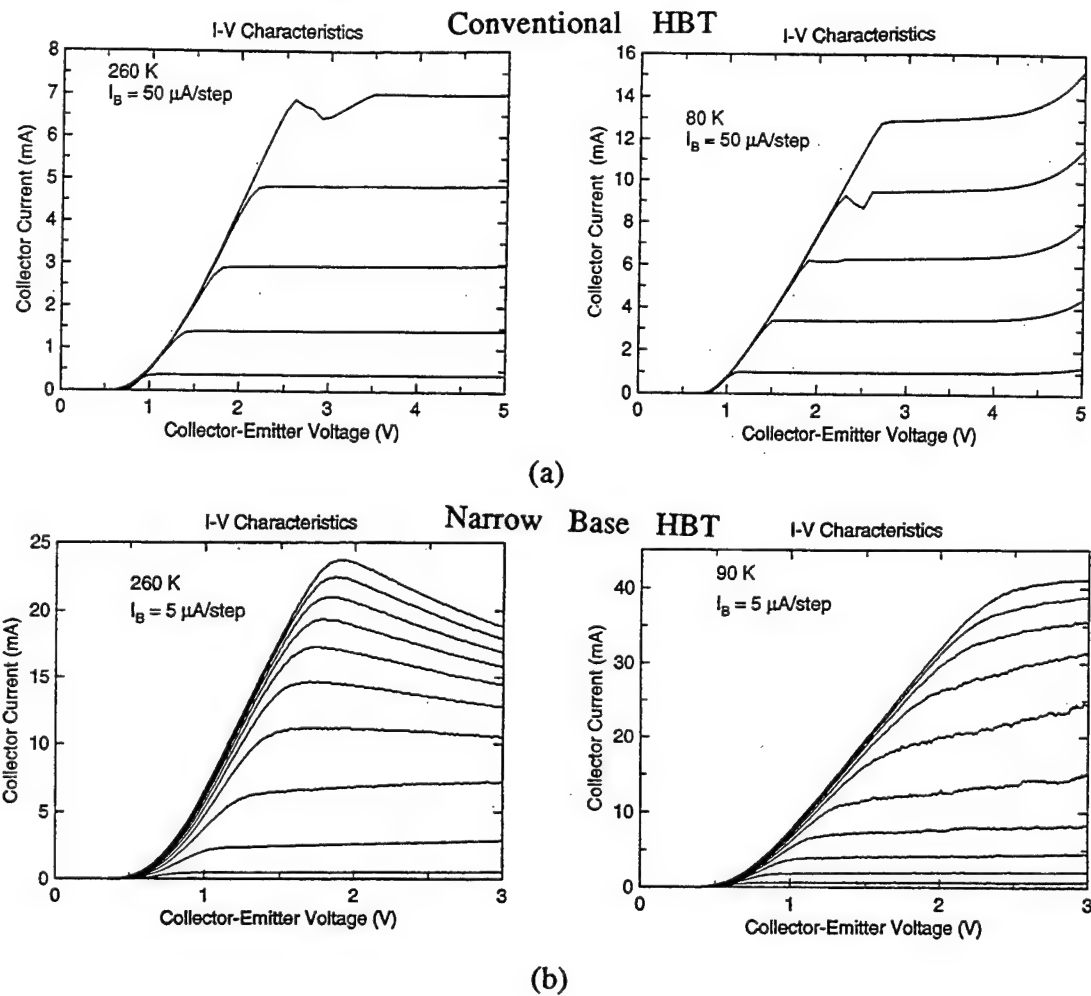 Conventional HBT
I-V Characteristics
260 K
I_B = 50 μA/step
Collector Current (mA)
8
7
6
5
4
3
2
1
0
0 1 2 3 4 5
Collector-Emitter Voltage (V)
I-V Characteristics
80 K
I_B = 50 μA/step
Collector Current (mA)
16
14
12
10
8
6
4
2
0
0 1 2 3 4 5
Collector-Emitter Voltage (V)
(a)
Narrow Base HBT
I-V Characteristics
260 K
I_B = 5 μA/step
Collector Current (mA)
25
20
15
10
5
0
0 1 2 3
Collector-Emitter Voltage (V)
I-V Characteristics
90 K
I_B = 5 μA/step
Collector Current (mA)
40
30
20
10
0
0 1 2 3
Collector-Emitter Voltage (V)
(b)